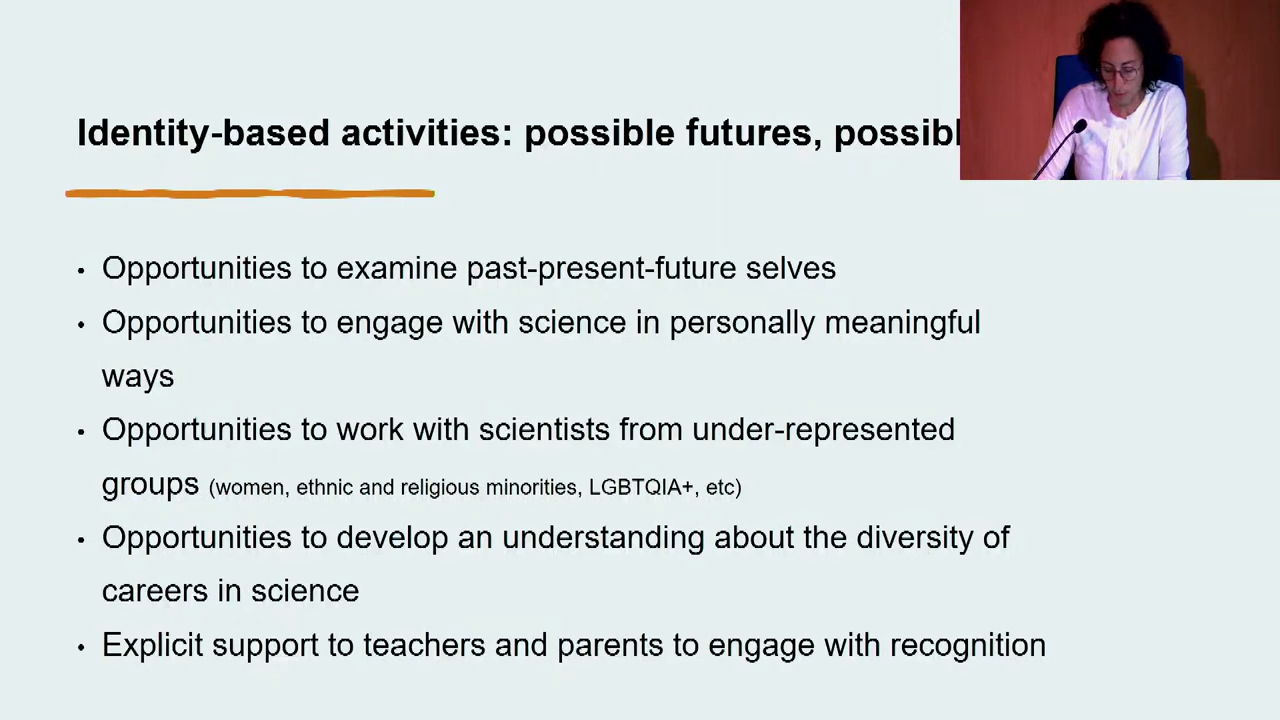 Identity-based activities: possible futures, possibl
• Opportunities to examine past-present-future selves
• Opportunities to engage with science in personally meaningful
ways
• Opportunities to work with scientists from under-represented
groups (women, ethnic and religious minorities, LGBTQIA+, etc)
• Opportunities to develop an understanding about the diversity of
careers in science
• Explicit support to teachers and parents to engage with recognition